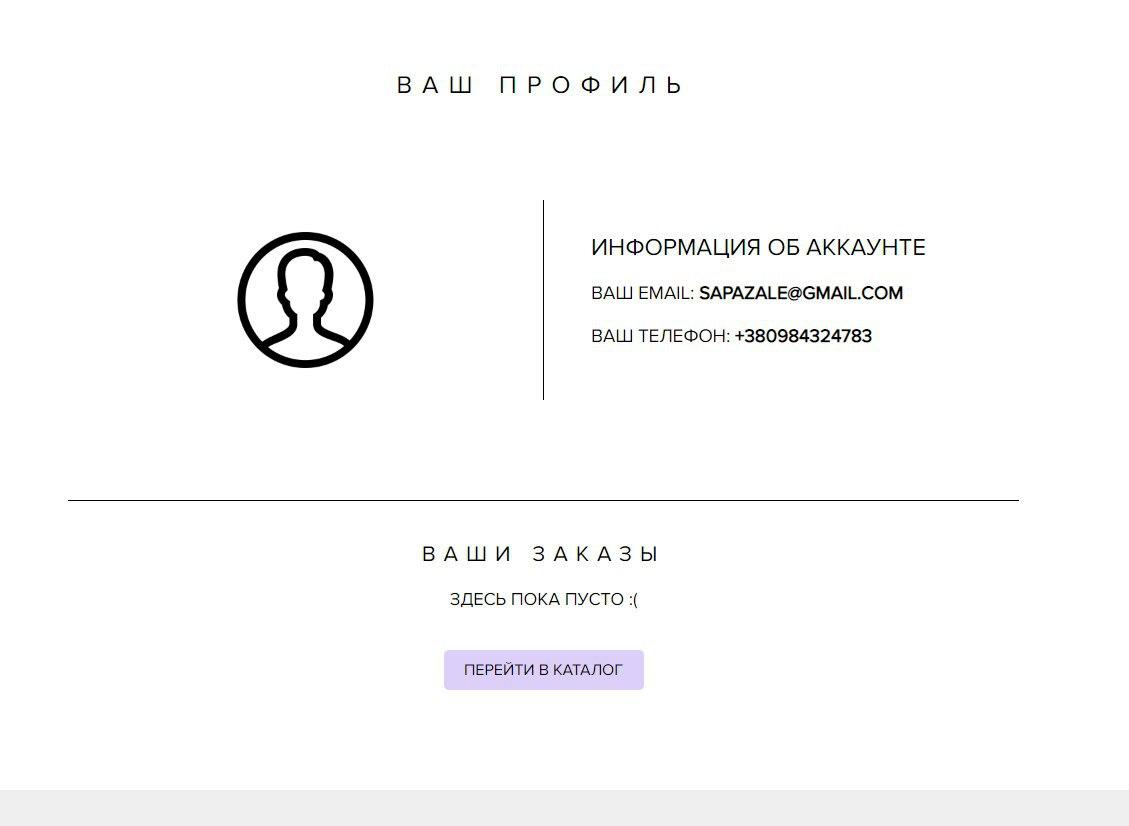 ВАШ ПРОФИЛЬ
ИНФОРМАЦИЯ ОБ АККАУНТЕ
ВАШ EMAIL: SAPAZALE@GMAIL.COM
ВАШ ТЕЛЕФОН: +380984324783
ВАШИ ЗАКАЗЫ
ЗДЕСЬ ПОКА ПУСТО :(
ПЕРЕЙТИ В КАТАЛОГ